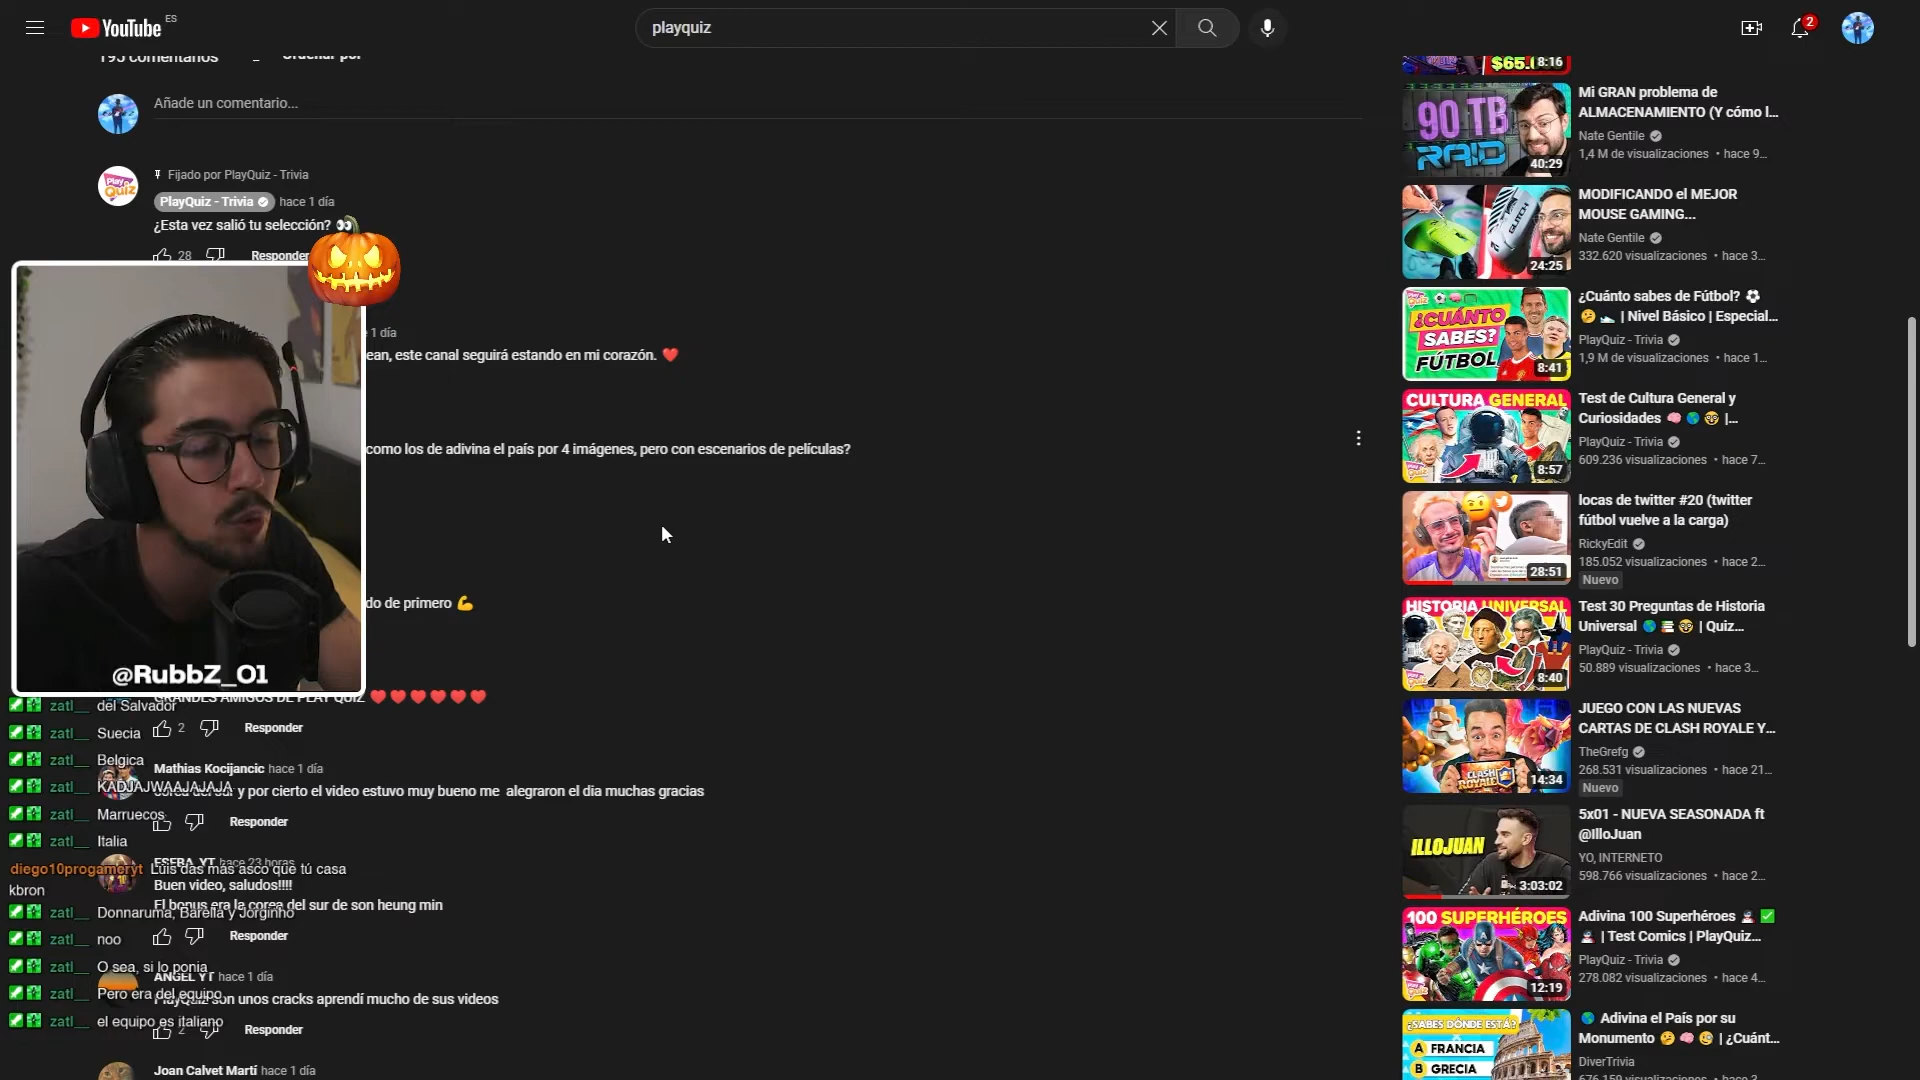 YouTube ES
playquiz
2
195 comentarios
Ordenar por
Añade un comentario...
Fijado por PlayQuiz - Trivia
PlayQuiz - Trivia hace 1 día
¿Esta vez salió tu selección? 👀
28 Responder
1 día
ean, este canal seguirá estando en mi corazón. ❤️
como los de adivina el país por 4 imágenes, pero con escenarios de películas?
do de primero 💪
@RubbZ_01
GRANDES AMIGOS DE PLAY QUIZ ❤️❤️❤️❤️❤️❤️
2 Responder
Mathias Kocijancic hace 1 día
y por cierto el video estuvo muy bueno me alegraron el dia muchas gracias
Responder
ESEBA_YT hace 23 horas
Buen video, saludos!!!!
El bonus era la corea del sur de son heung min
Responder
ANGEL YT hace 1 día
PlayQuiz son unos cracks aprendí mucho de sus videos
2 Responder
Joan Calvet Martí hace 1 día
zatl__ del Salvador
zatl__ Suecia
zatl__ Belgica
zatl__ KADJAJWAAJAJAJA
zatl__ Marruecos
zatl__ Italia
diego10progameryt Luis das más asco que tú casa
kbron
zatl__ Donnaruma, Barella y Jorginho
zatl__ noo
zatl__ O sea, si lo ponia
zatl__ Pero era del equipo
zatl__ el equipo es italiano
8:16
90 TB
RAID
40:29
Mi GRAN problema de
ALMACENAMIENTO (Y cómo l...
Nate Gentile
1,4 M de visualizaciones • hace 9...
GLITCH
24:25
MODIFICANDO el MEJOR
MOUSE GAMING...
Nate Gentile
332.620 visualizaciones • hace 3...
¿CUÁNTO
SABES?
FÚTBOL
8:41
¿Cuánto sabes de Fútbol? ⚽
🤔 👟 | Nivel Básico | Especial...
PlayQuiz - Trivia
1,9 M de visualizaciones • hace 1...
CULTURA GENERAL
8:57
Test de Cultura General y
Curiosidades 🧠 🌎 🤓 |...
PlayQuiz - Trivia
609.236 visualizaciones • hace 7...
28:51
locas de twitter #20 (twitter
fútbol vuelve a la carga)
RickyEdit
185.052 visualizaciones • hace 2...
Nuevo
HISTORIA UNIVERSAL
8:40
Test 30 Preguntas de Historia
Universal 🌎 📚 🤓 | Quiz...
PlayQuiz - Trivia
50.889 visualizaciones • hace 3...
CLASH ROYALE
14:34
JUEGO CON LAS NUEVAS
CARTAS DE CLASH ROYALE Y...
TheGrefg
268.531 visualizaciones • hace 21...
Nuevo
ILLOJUAN
3:03:02
5x01 - NUEVA SEASONADA ft
@IlloJuan
YO, INTERNETO
598.766 visualizaciones • hace 2...
100 SUPERHÉROES
12:19
Adivina 100 Superhéroes 🦸 ✅
🦸 | Test Comics | PlayQuiz...
PlayQuiz - Trivia
278.082 visualizaciones • hace 4...
¿SABES DÓNDE ESTÁ?
A FRANCIA
B GRECIA
🌎 Adivina el País por su
Monumento 🤔 🧠 🧐 | ¿Cuánt...
DiverTrivia